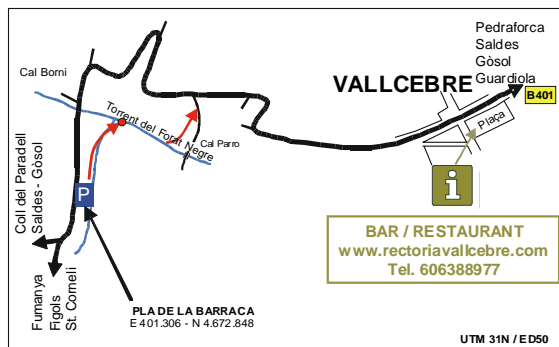 Pedraforca
Saldes
Gòsol
Guardiola
B401
VALLCEBRE
Plaça
Cal Borni
Torrent del Forat Negre
Cal Parro
Coll del Paradell
Saldes - Gòsol
P
i
BAR / RESTAURANT
www.rectoriavallcebre.com
Tel. 606388977
Fumanya
Figols
St. Corneli
PLA DE LA BARRACA
E 401.306 - N 4.672.848
UTM 31N / ED50